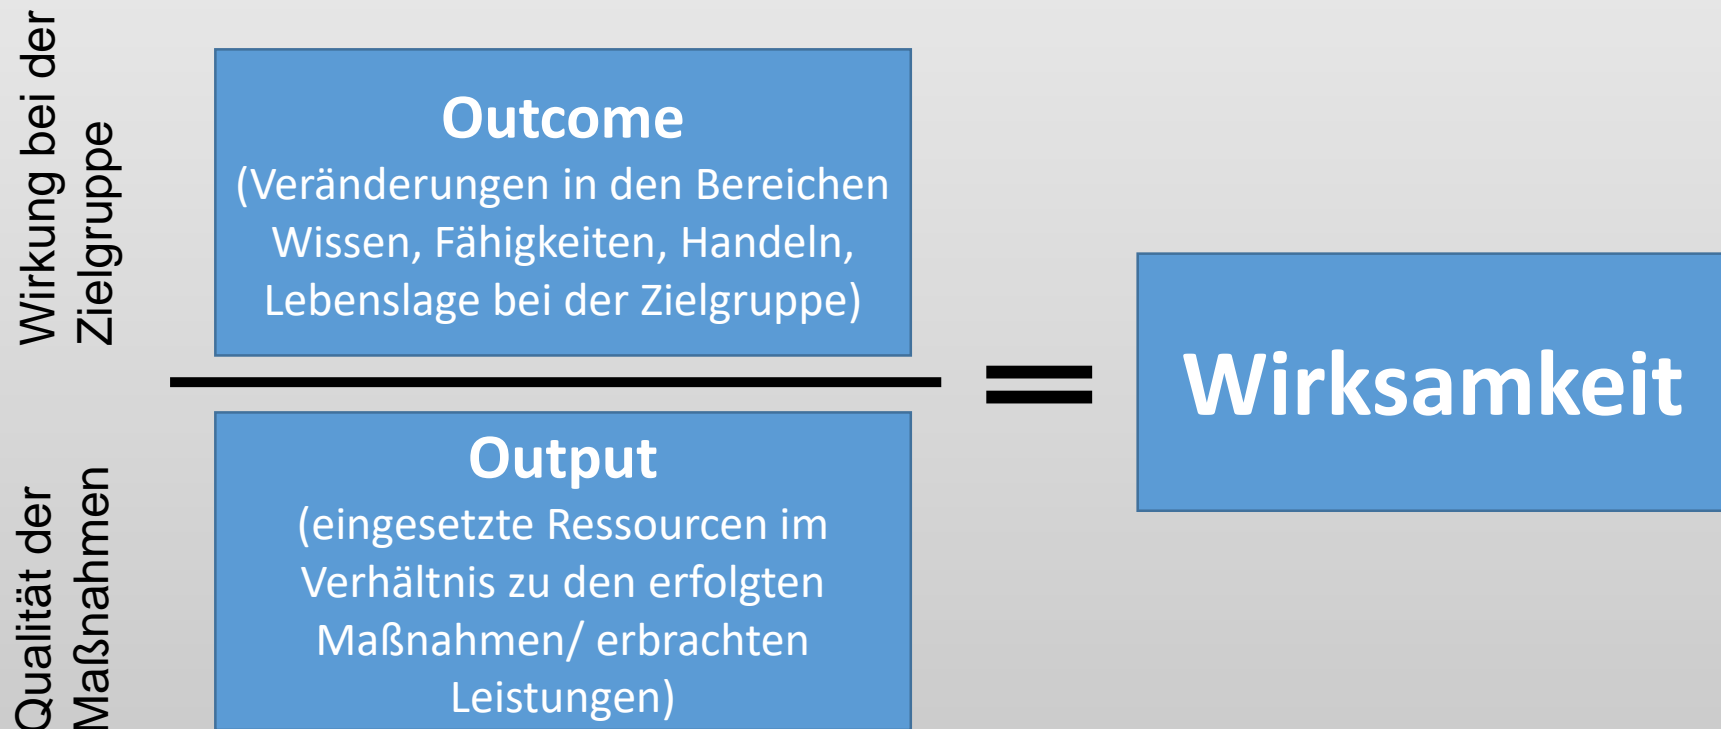 Wirkung bei der
Zielgruppe
Outcome
(Veränderungen in den Bereichen
Wissen, Fähigkeiten, Handeln,
Lebenslage bei der Zielgruppe)
=
Wirksamkeit
Qualität der
Maßnahmen
Output
(eingesetzte Ressourcen im
Verhältnis zu den erfolgten
Maßnahmen/ erbrachten
Leistungen)